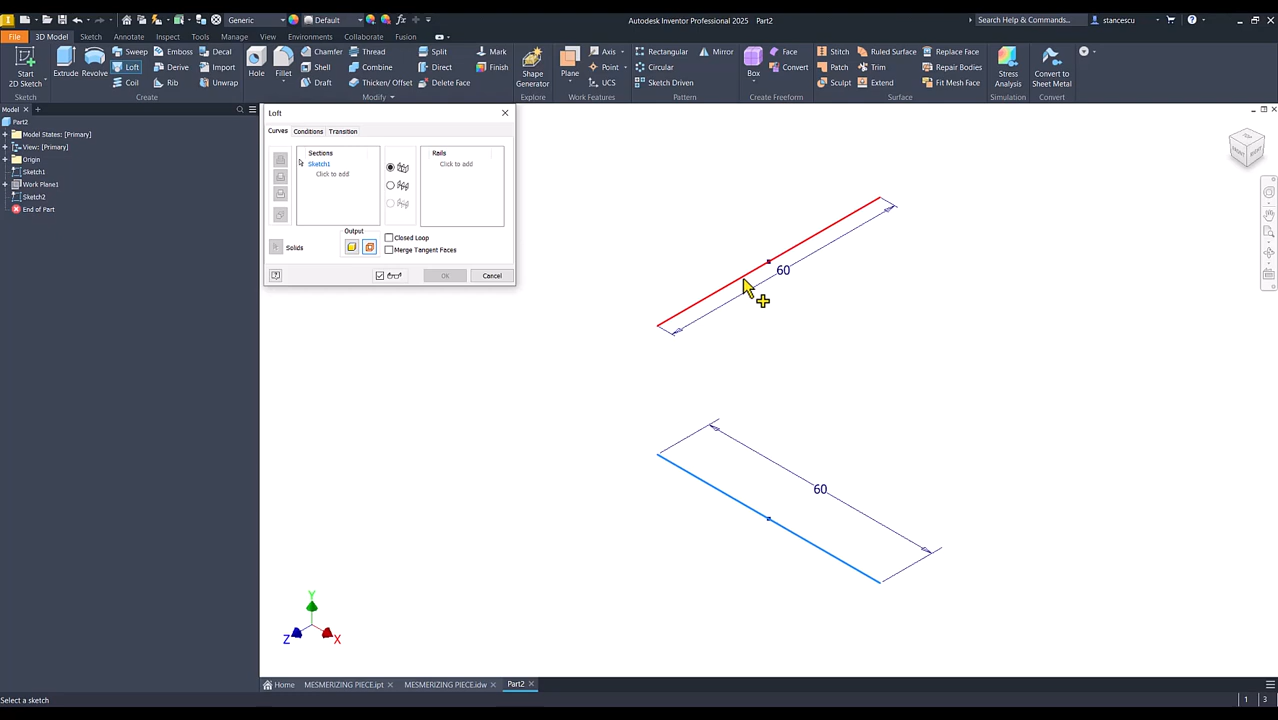 Generic
Default
Autodesk Inventor Professional 2025 Part2
Search Help & Commands...
stancescu
File 3D Model Sketch Annotate Inspect Tools Manage View Environments Collaborate Fusion
Start
2D Sketch
Extrude
Revolve
Sweep
Loft
Coil
Emboss
Derive
Rib
Decal
Import
Unwrap
Hole
Fillet
Chamfer
Shell
Draft
Thread
Combine
Thicken/ Offset
Split
Direct
Delete Face
Mark
Finish
Shape
Generator
Plane
Axis
Point
UCS
Rectangular
Circular
Sketch Driven
Mirror
Box
Face
Convert
Stitch
Patch
Sculpt
Ruled Surface
Trim
Extend
Replace Face
Repair Bodies
Fit Mesh Face
Stress
Analysis
Convert to
Sheet Metal
Sketch Create Modify Explore Work Features Pattern Create Freeform Surface Simulation Convert
Model
Part2
Model States: [Primary]
View: [Primary]
Origin
Sketch1
Work Plane1
Sketch2
End of Part
Loft
Curves Conditions Transition
Sections
Sketch1
Click to add
Rails
Click to add
Output
Solids
Closed Loop
Merge Tangent Faces
OK
Cancel
TOP
FRONT
RIGHT
60
60
Y
Z
X
Home MESMERIZING PIECE.ipt MESMERIZING PIECE.idw Part2
Select a sketch
1 3